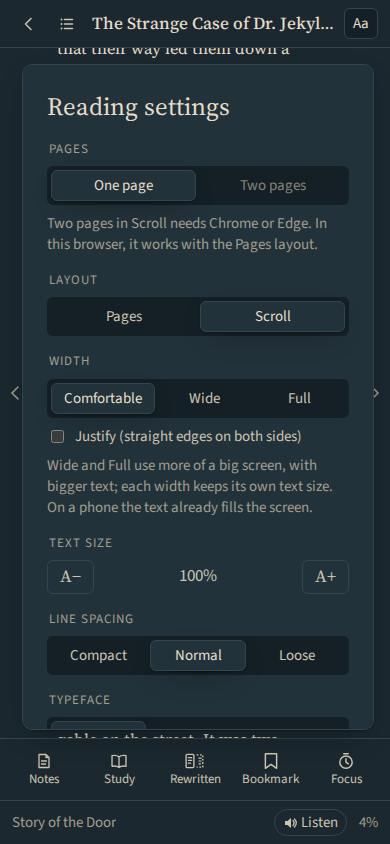 The Strange Case of Dr. Jekyl... Aa
that their way led them down a
Reading settings
PAGES
One page Two pages
Two pages in Scroll needs Chrome or Edge. In
this browser, it works with the Pages layout.
LAYOUT
Pages Scroll
WIDTH
Comfortable Wide Full
Justify (straight edges on both sides)
Wide and Full use more of a big screen, with
bigger text; each width keeps its own text size.
On a phone the text already fills the screen.
TEXT SIZE
A− 100% A+
LINE SPACING
Compact Normal Loose
TYPEFACE
gable on the street. It was two
Notes Study Rewritten Bookmark Focus
Story of the Door Listen 4%